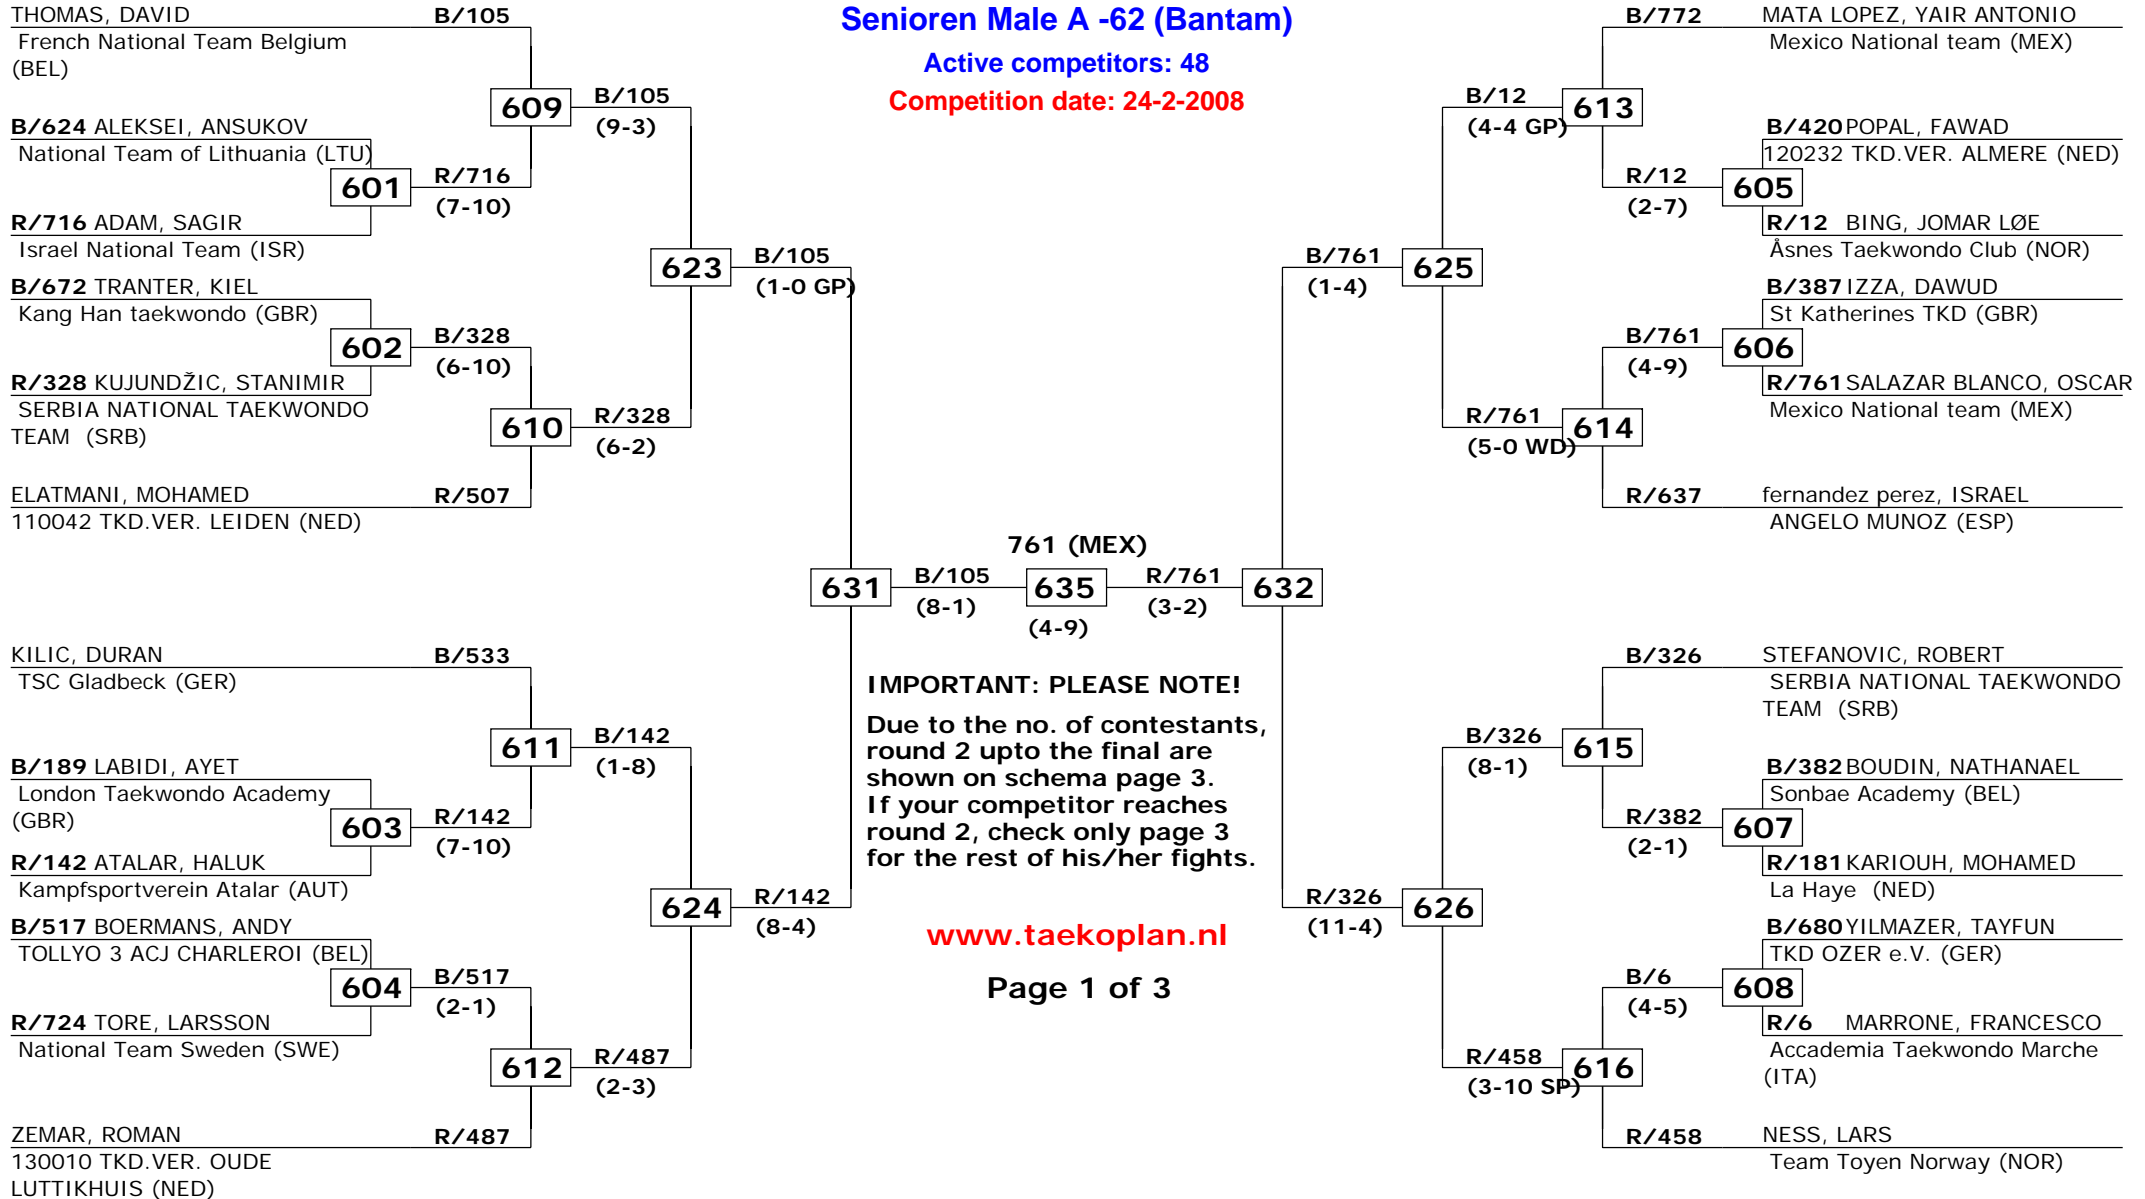 Senioren Male A -62 (Bantam)
Active competitors: 48
Competition date: 24-2-2008
THOMAS, DAVID B/105
French National Team Belgium
(BEL)
609
B/105
(9-3)
B/624 ALEKSEI, ANSUKOV
National Team of Lithuania (LTU)
601
R/716
(7-10)
R/716 ADAM, SAGIR
Israel National Team (ISR)
623
B/105
(1-0 GP)
B/672 TRANTER, KIEL
Kang Han taekwondo (GBR)
602
B/328
(6-10)
R/328 KUJUNDŽIC, STANIMIR
SERBIA NATIONAL TAEKWONDO
TEAM (SRB)
610
R/328
(6-2)
ELATMANI, MOHAMED R/507
110042 TKD.VER. LEIDEN (NED)
631
B/105
(8-1)
KILIC, DURAN B/533
TSC Gladbeck (GER)
611
B/142
(1-8)
B/189 LABIDI, AYET
London Taekwondo Academy
(GBR)
603
R/142
(7-10)
R/142 ATALAR, HALUK
Kampfsportverein Atalar (AUT)
624
R/142
(8-4)
B/517 BOERMANS, ANDY
TOLLYO 3 ACJ CHARLEROI (BEL)
604
B/517
(2-1)
R/724 TORE, LARSSON
National Team Sweden (SWE)
612
R/487
(2-3)
ZEMAR, ROMAN R/487
130010 TKD.VER. OUDE
LUTTIKHUIS (NED)
761 (MEX)
635
(4-9)
R/761
(3-2)
632
IMPORTANT: PLEASE NOTE!
Due to the no. of contestants,
round 2 upto the final are
shown on schema page 3.
If your competitor reaches
round 2, check only page 3
for the rest of his/her fights.
www.taekoplan.nl
Page 1 of 3
B/772 MATA LOPEZ, YAIR ANTONIO
Mexico National team (MEX)
B/12
(4-4 GP)
613
B/420 POPAL, FAWAD
120232 TKD.VER. ALMERE (NED)
R/12
(2-7)
605
R/12 BING, JOMAR LØE
Åsnes Taekwondo Club (NOR)
B/761
(1-4)
625
B/387 IZZA, DAWUD
St Katherines TKD (GBR)
B/761
(4-9)
606
R/761 SALAZAR BLANCO, OSCAR
Mexico National team (MEX)
R/761
(5-0 WD)
614
R/637 fernandez perez, ISRAEL
ANGELO MUNOZ (ESP)
B/326 STEFANOVIC, ROBERT
SERBIA NATIONAL TAEKWONDO
TEAM (SRB)
B/326
(8-1)
615
B/382 BOUDIN, NATHANAEL
Sonbae Academy (BEL)
R/382
(2-1)
607
R/181 KARIOUH, MOHAMED
La Haye (NED)
R/326
(11-4)
626
B/680 YILMAZER, TAYFUN
TKD OZER e.V. (GER)
B/6
(4-5)
608
R/6 MARRONE, FRANCESCO
Accademia Taekwondo Marche
(ITA)
R/458
(3-10 SP)
616
R/458 NESS, LARS
Team Toyen Norway (NOR)